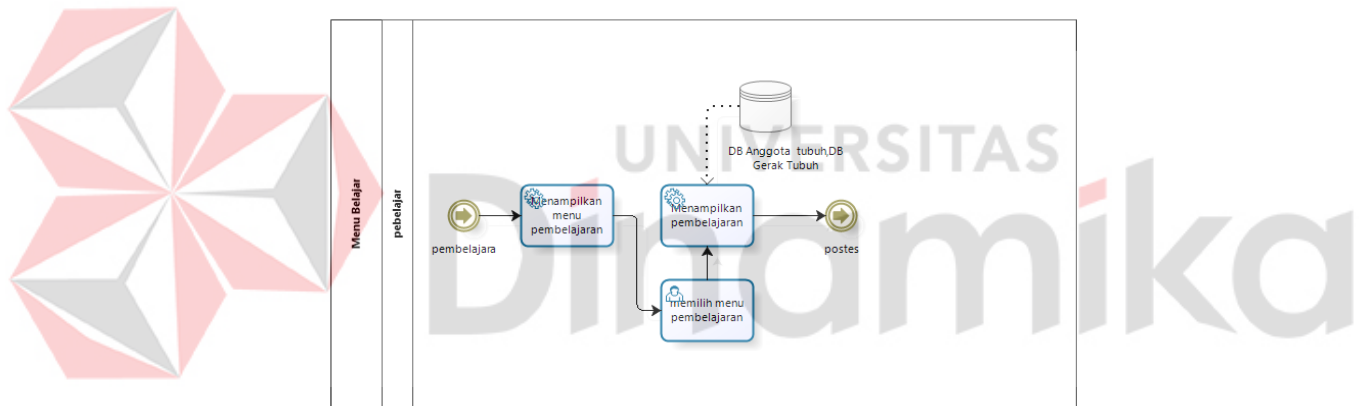 UNIVERSITAS
Dinamika
Menu Belajar
pebelajar
DB Anggota tubuh,DB
Gerak Tubuh
pembelajara
Menampilkan
menu
pembelajaran
Menampilkan
pembelajaran
postes
memilih menu
pembelajaran